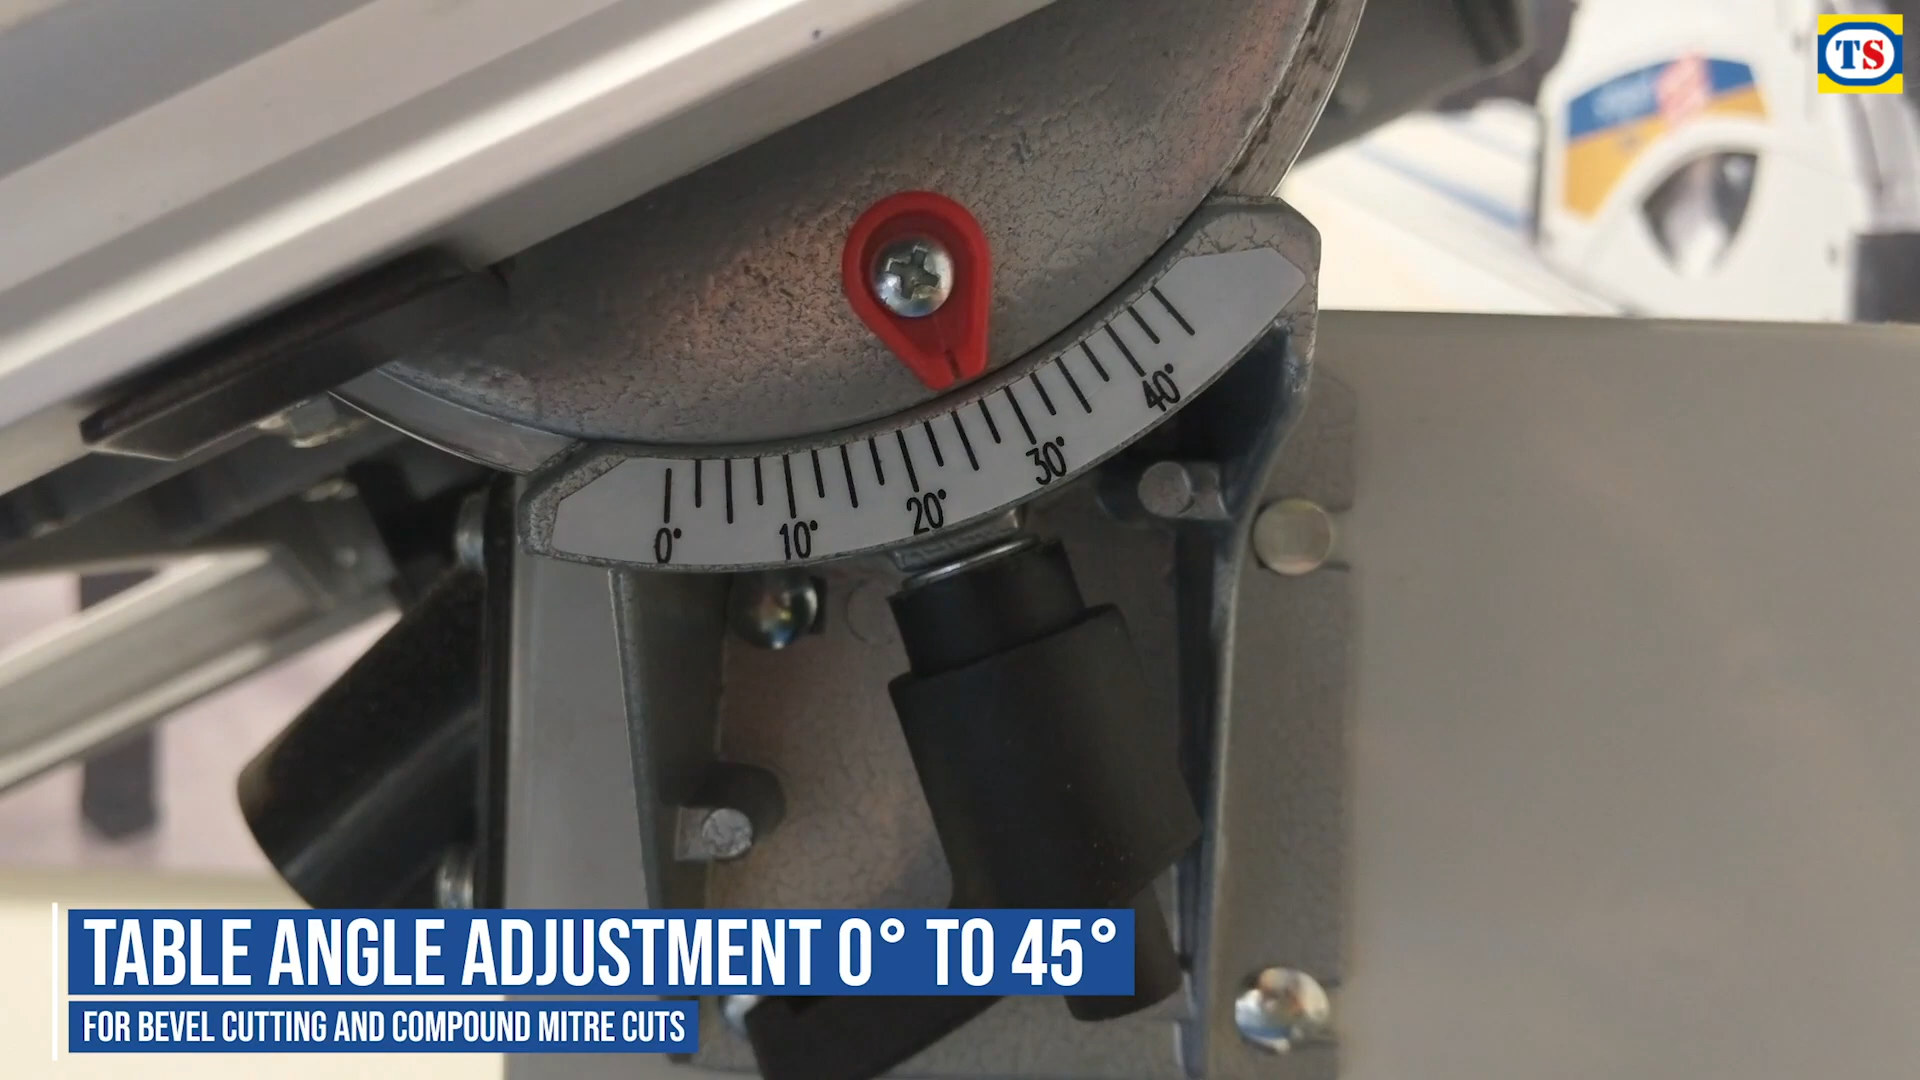 TS
0° 10° 20° 30° 40°
TABLE ANGLE ADJUSTMENT 0° TO 45°
FOR BEVEL CUTTING AND COMPOUND MITRE CUTS